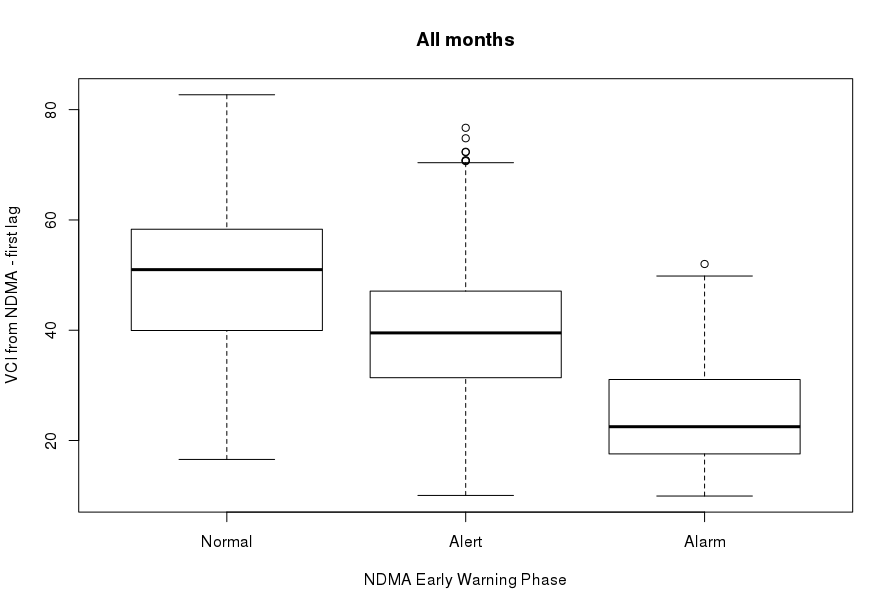 All months
VCI from NDMA - first lag
80
60
40
20
Normal Alert Alarm
NDMA Early Warning Phase